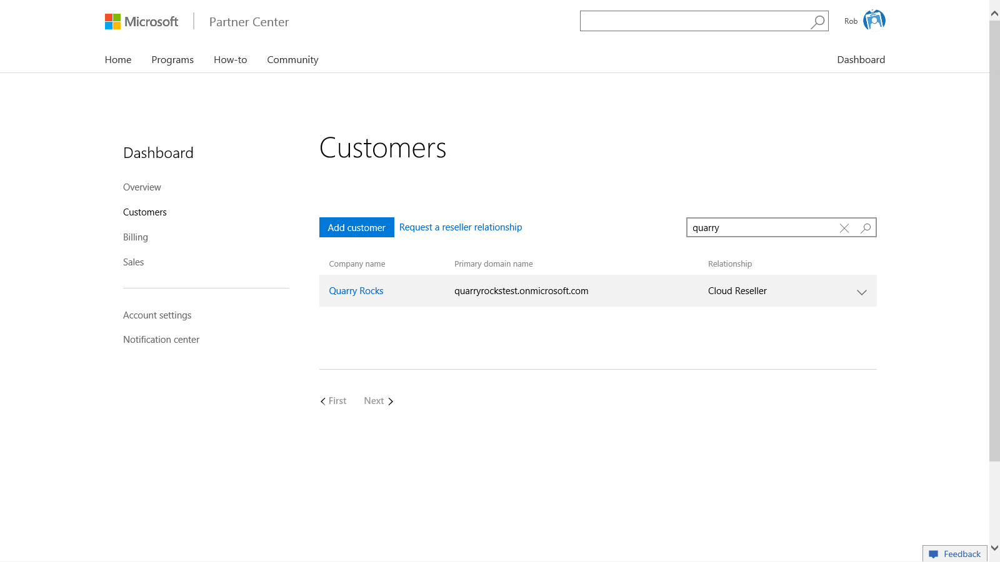 Microsoft Partner Center
Rob
Home Programs How-to Community Dashboard
Dashboard
Overview
Customers
Billing
Sales
Account settings
Notification center
Customers
Add customer Request a reseller relationship quarry
Company name Primary domain name Relationship
Quarry Rocks quarryrockstest.onmicrosoft.com Cloud Reseller
First Next
Feedback